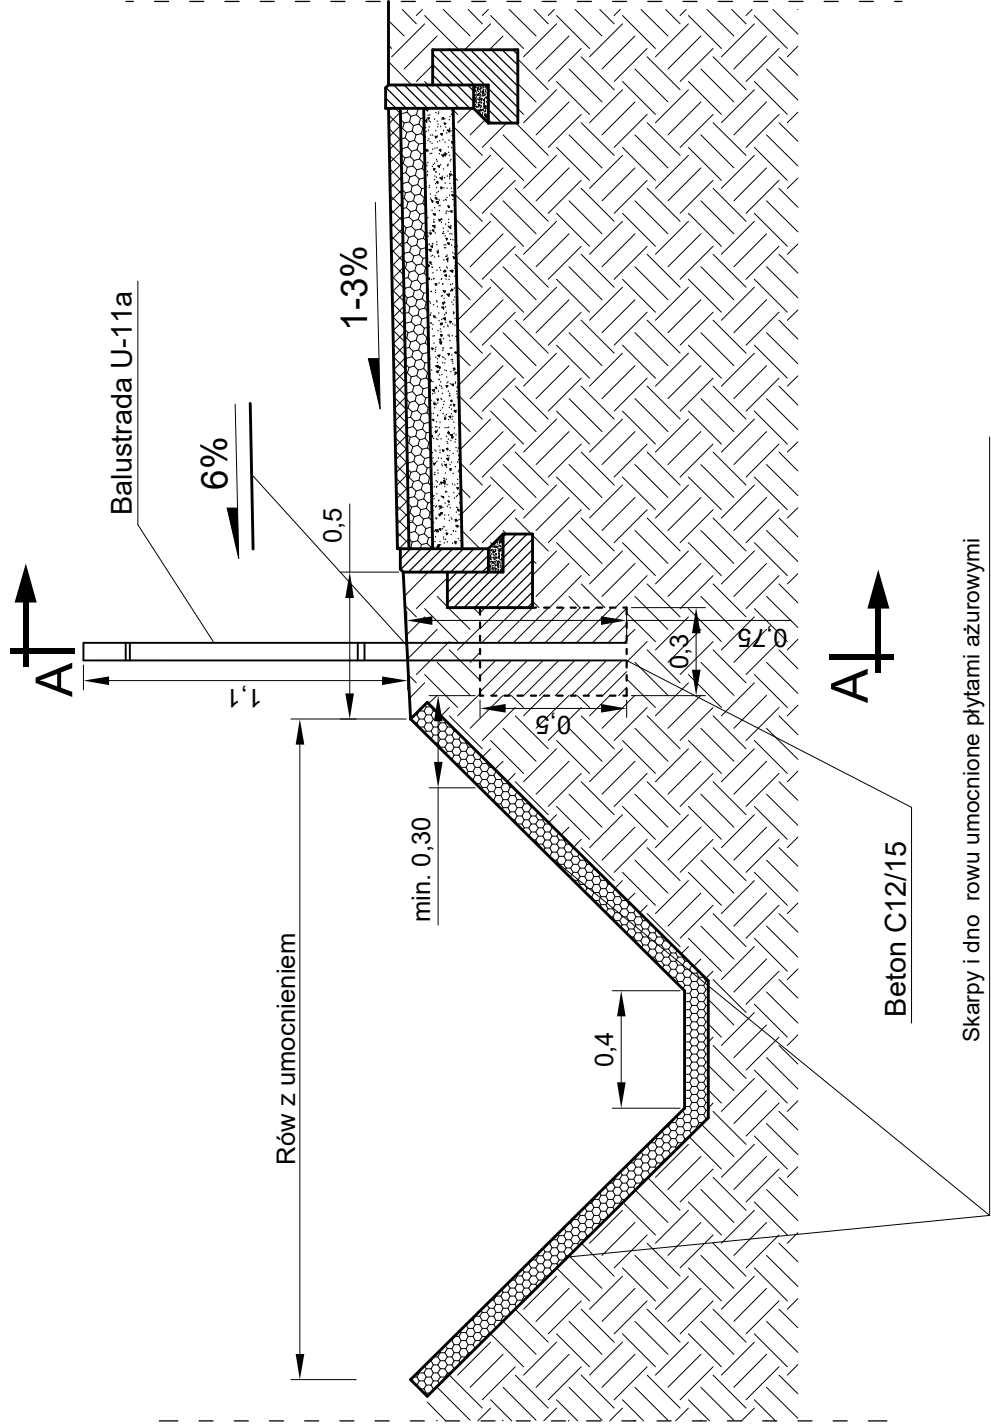 Balustrada U-11a
6%
1-3%
0,5
A
A
1,1
0,75
0,3
0,5
min. 0,30
Rów z umocnieniem
0,4
Beton C12/15
Skarpy i dno rowu umocnione płytami ażurowymi